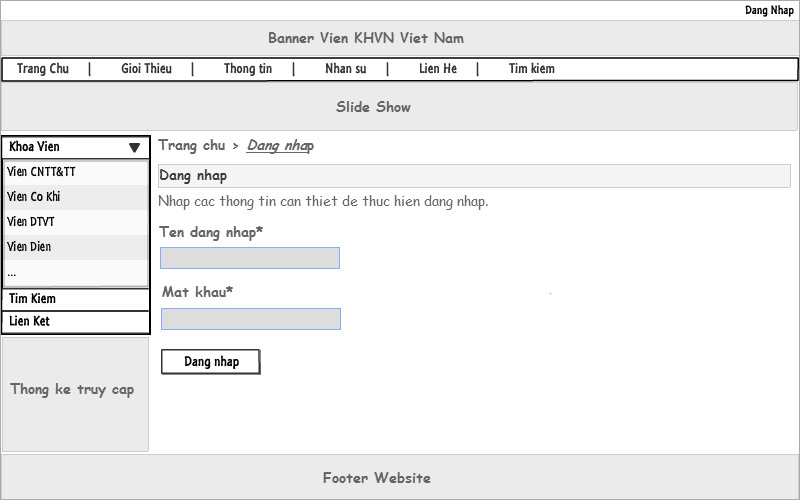 Dang Nhap
Banner Vien KHVN Viet Nam
Trang Chu | Gioi Thieu | Thong tin | Nhan su | Lien He | Tim kiem
Slide Show
Khoa Vien
Vien CNTT&TT
Vien Co Khi
Vien DTVT
Vien Dien
...
Tim Kiem
Lien Ket
Thong ke truy cap
Trang chu > Dang nhap
Dang nhap
Nhap cac thong tin can thiet de thuc hien dang nhap.
Ten dang nhap*
Mat khau*
Dang nhap
Footer Website